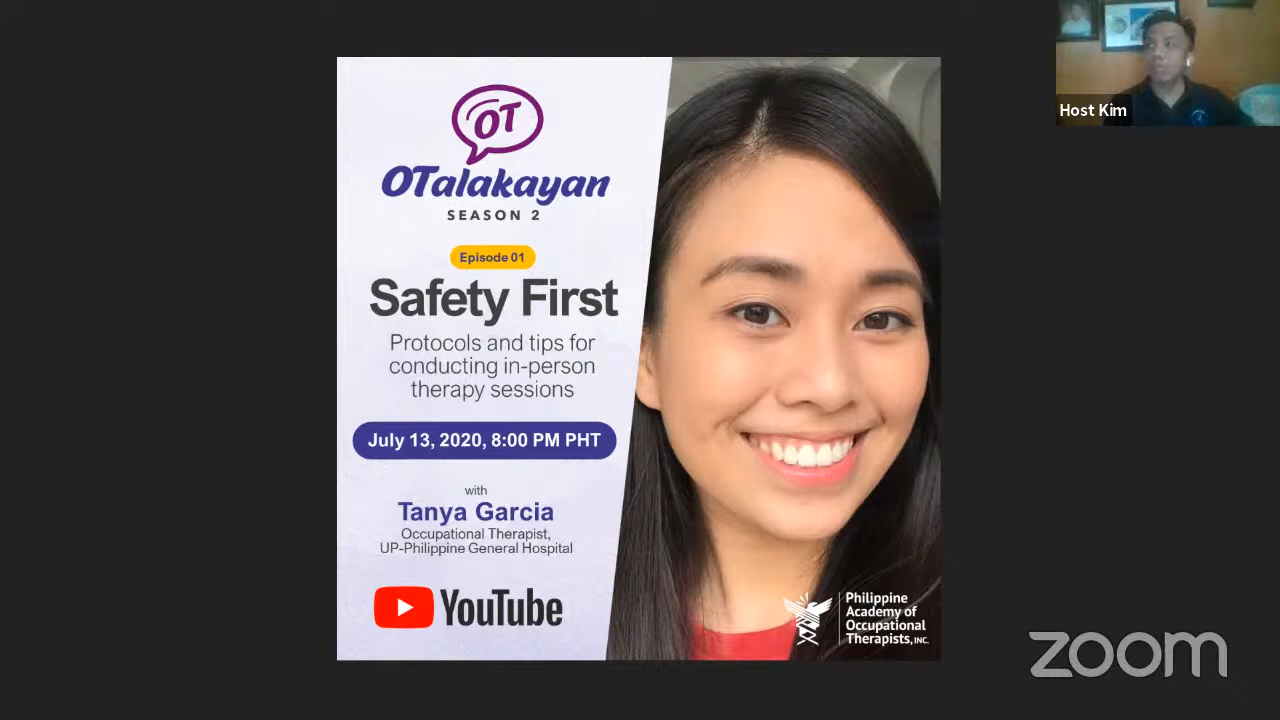 Host Kim
OT
OTalakayan
SEASON 2
Episode 01
Safety First
Protocols and tips for
conducting in-person
therapy sessions
July 13, 2020, 8:00 PM PHT
with
Tanya Garcia
Occupational Therapist,
UP-Philippine General Hospital
YouTube
Philippine
Academy of
Occupational
Therapists, INC.
zoom